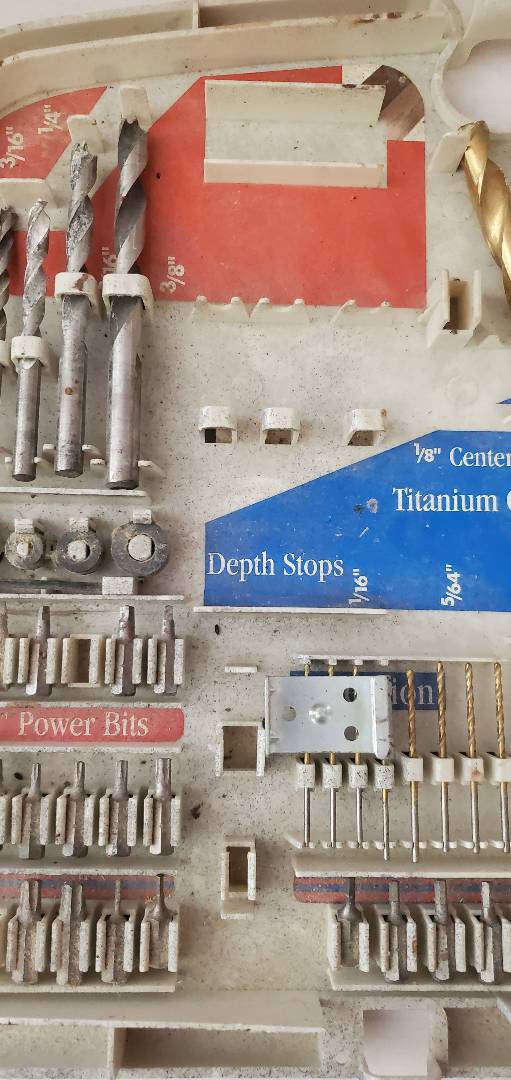 3/16"
1/4"
16"
3/8"
1/8" Center
Titanium
Depth Stops
1/16"
5/64"
ion
Power Bits